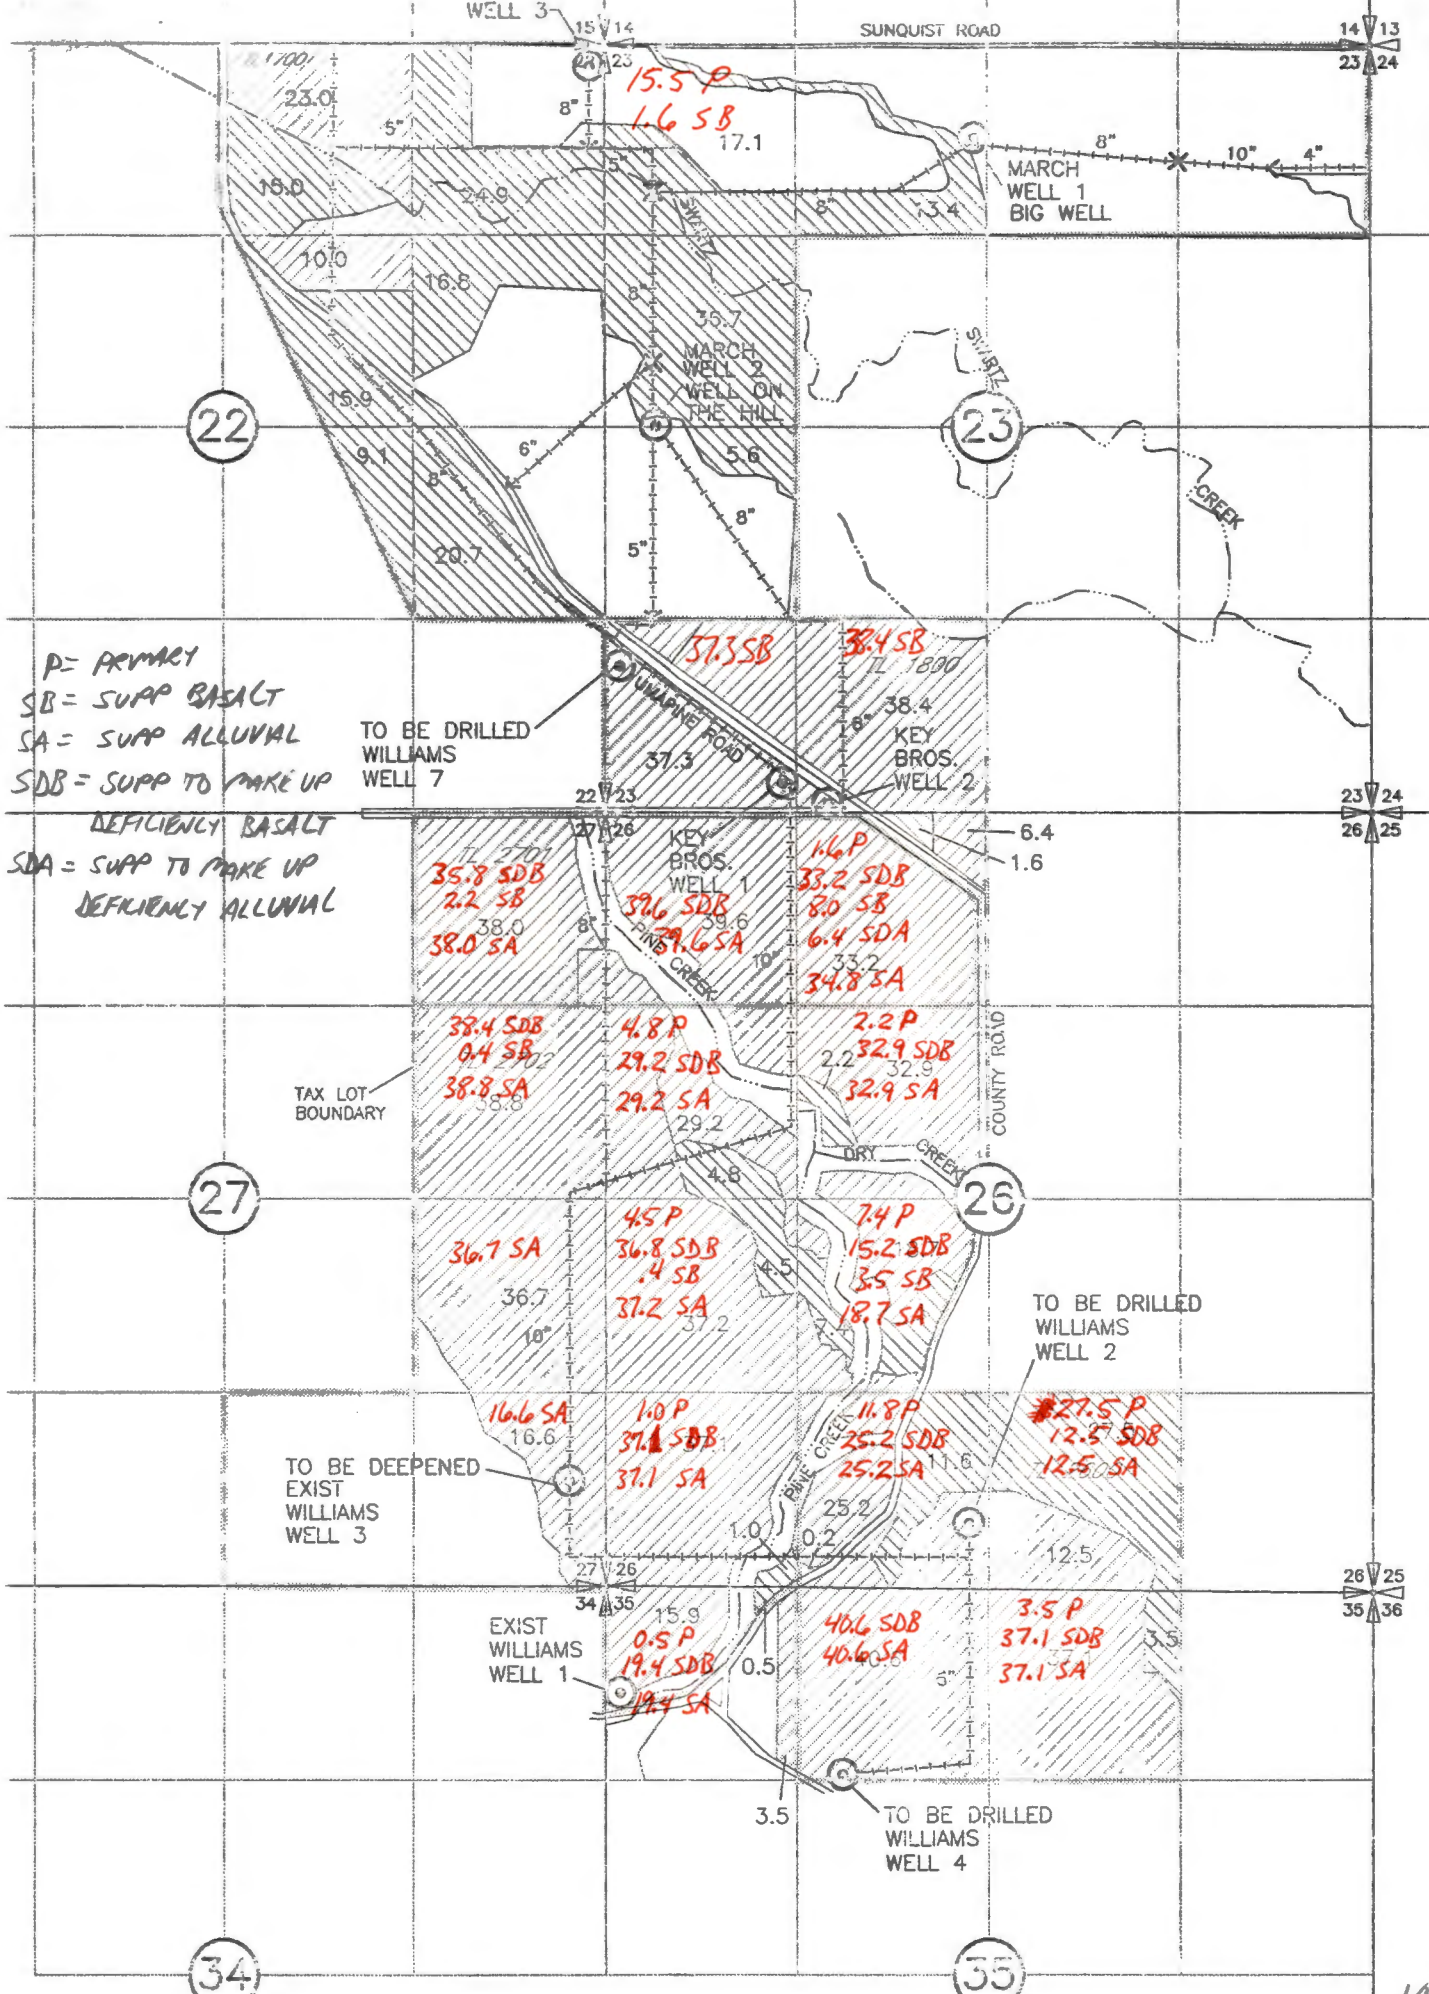 WELL 3
15 14
SUNQUIST ROAD
14 13
23
23 24
TL 1700
23.0
15.5 P
1.6 SB
17.1
8"
5"
5"
8"
10"
4"
MARCH
WELL 1
BIG WELL
15.0
24.9
8"
13.4
SWARTZ
10.0
16.8
8"
35.7
MARCH
WELL 2
WELL ON
THE HILL
SWARTZ
15.9
22
23
9.1
6"
5.6
8"
8"
CREEK
20.7
5"
P= PRIMARY
SB= SUPP BASALT
SA= SUPP ALLUVIAL
SDB= SUPP TO MAKE UP
DEFICIENCY BASALT
SDA= SUPP TO MAKE UP
DEFICIENCY ALLUVIAL
37.3 SB
38.4 SB
TL 1800
38.4
UMAPINE ROAD
8"
KEY
BROS.
WELL 2
TO BE DRILLED
WILLIAMS
WELL 7
37.3
22 23
27 26
23 24
26 25
6.4
1.6
TL 2701
35.8 SDB
2.2 SB
38.0
38.0 SA
8"
KEY
BROS.
WELL 1
39.6 SDB
39.6
39.6 SA
PINE CREEK
10"
1.6 P
33.2 SDB
8.0 SB
6.4 SDA
33.2
34.8 SA
38.4 SDB
0.4 SB
2702
38.8 SA
38.8
TAX LOT
BOUNDARY
4.8 P
29.2 SDB
29.2 SA
29.2
2.2 P
32.9 SDB
2.2
32.9
32.9 SA
COUNTY ROAD
DRY CREEK
4.8
27
26
36.7 SA
36.7
10"
4.5 P
36.8 SDB
.4 SB
37.2 SA
37.2
4.5
7.4 P
15.2 SDB
3.5 SB
18.7 SA
TO BE DRILLED
WILLIAMS
WELL 2
16.6 SA
16.6
1.0 P
37.1 SDB
37.1 SA
PINE CREEK
11.8 P
25.2 SDB
25.2 SA
11.6
25.2
27.5 P
12.5 SDB
12.5 SA
TO BE DEEPENED
EXIST
WILLIAMS
WELL 3
1.0
0.2
12.5
27 26
34 35
26 25
35 36
EXIST
WILLIAMS
WELL 1
15.9
0.5 P
19.4 SDB
19.4 SA
0.5
40.6 SDB
40.6 SA
40.6
3.5 P
37.1 SDB
37.1 SA
3.5
3.5
TO BE DRILLED
WILLIAMS
WELL 4
34
35